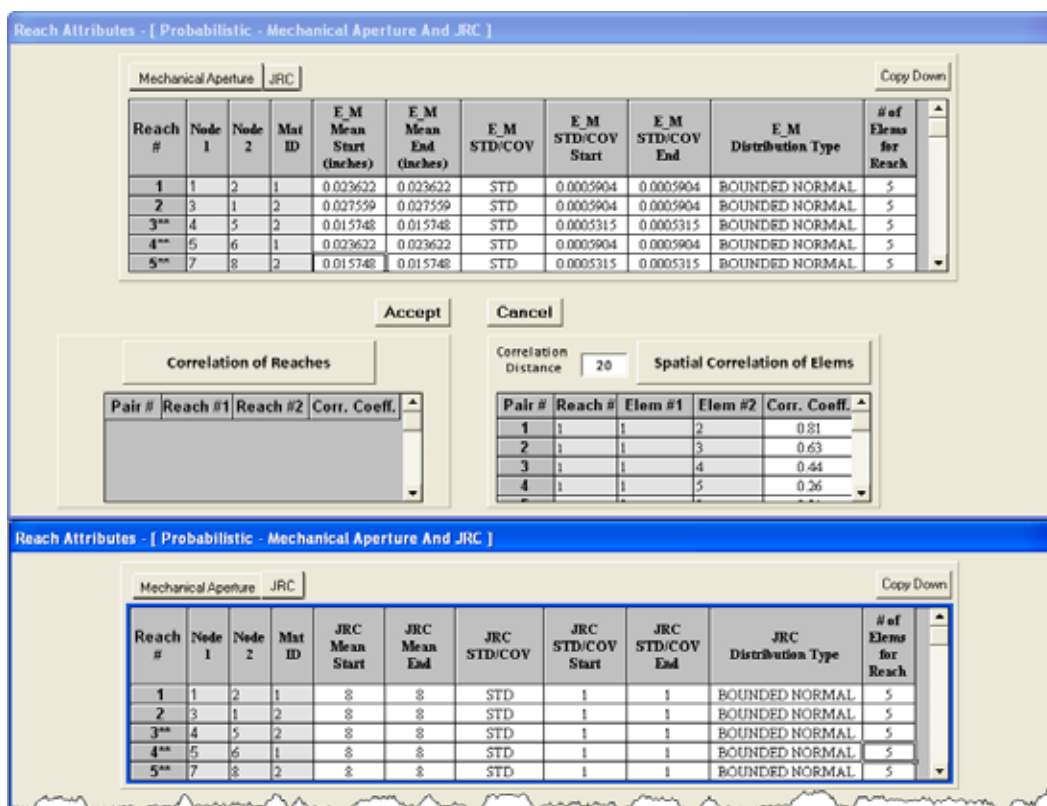 Reach Attributes - [ Probabilistic - Mechanical Aperture And JRC ]
Mechanical Aperture JRC Copy Down
Reach # Node 1 Node 2 Mat ID E_M Mean Start (inches) E_M Mean End (inches) E_M STD/COV E_M STD/COV Start E_M STD/COV End E_M Distribution Type # of Elems for Reach
1 1 2 1 0.023622 0.023622 STD 0.0005904 0.0005904 BOUNDED NORMAL 5
2 3 1 2 0.027559 0.027559 STD 0.0005904 0.0005904 BOUNDED NORMAL 5
3** 4 5 2 0.015748 0.015748 STD 0.0005315 0.0005315 BOUNDED NORMAL 5
4** 5 6 1 0.023622 0.023622 STD 0.0005904 0.0005904 BOUNDED NORMAL 5
5** 7 8 2 0.015748 0.015748 STD 0.0005315 0.0005315 BOUNDED NORMAL 5
Accept Cancel
Correlation of Reaches
Pair # Reach #1 Reach #2 Corr. Coeff.
Correlation Distance 20 Spatial Correlation of Elems
Pair # Reach # Elem #1 Elem #2 Corr. Coeff.
1 1 1 2 0.81
2 1 1 3 0.63
3 1 1 4 0.44
4 1 1 5 0.26
Reach Attributes - [ Probabilistic - Mechanical Aperture And JRC ]
Mechanical Aperture JRC Copy Down
Reach # Node 1 Node 2 Mat ID JRC Mean Start JRC Mean End JRC STD/COV JRC STD/COV Start JRC STD/COV End JRC Distribution Type # of Elems for Reach
1 1 2 1 8 8 STD 1 1 BOUNDED NORMAL 5
2 3 1 2 8 8 STD 1 1 BOUNDED NORMAL 5
3** 4 5 2 8 8 STD 1 1 BOUNDED NORMAL 5
4** 5 6 1 8 8 STD 1 1 BOUNDED NORMAL 5
5** 7 8 2 8 8 STD 1 1 BOUNDED NORMAL 5